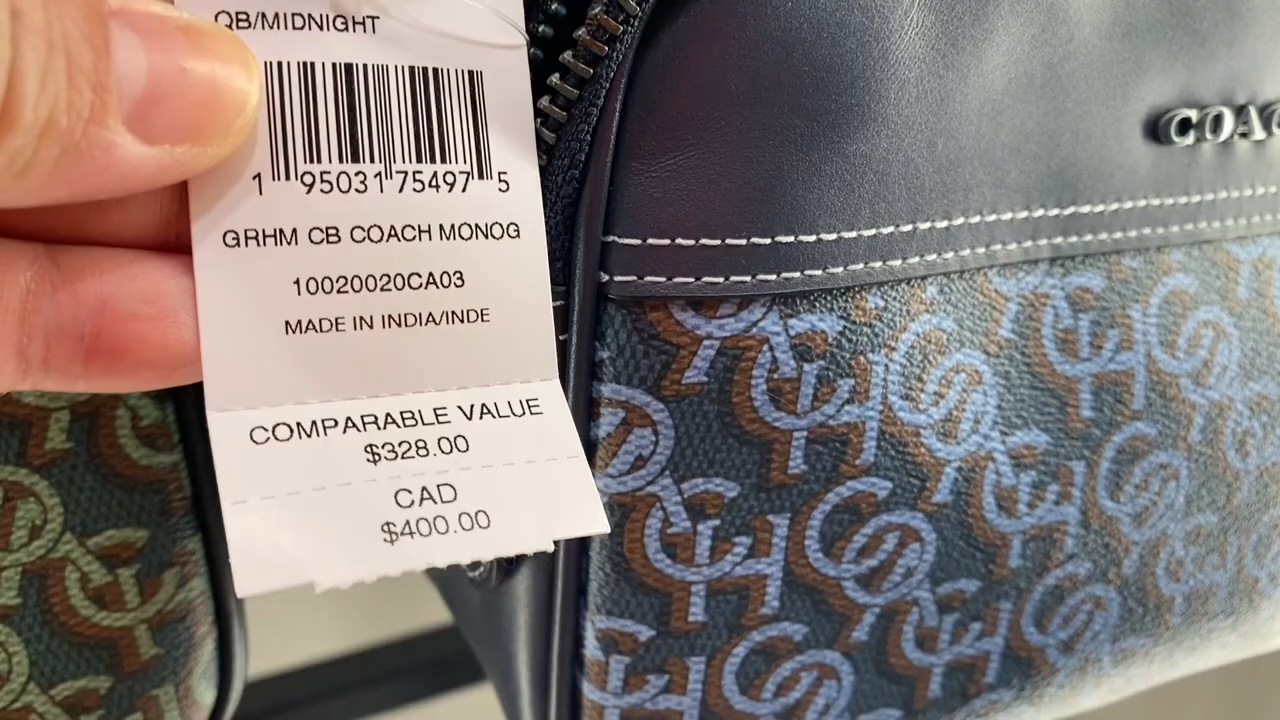 QB/MIDNIGHT
1 95031 75497 5
GRHM CB COACH MONOG
10020020CA03
MADE IN INDIA/INDE
COMPARABLE VALUE
$328.00
CAD
$400.00
COAC